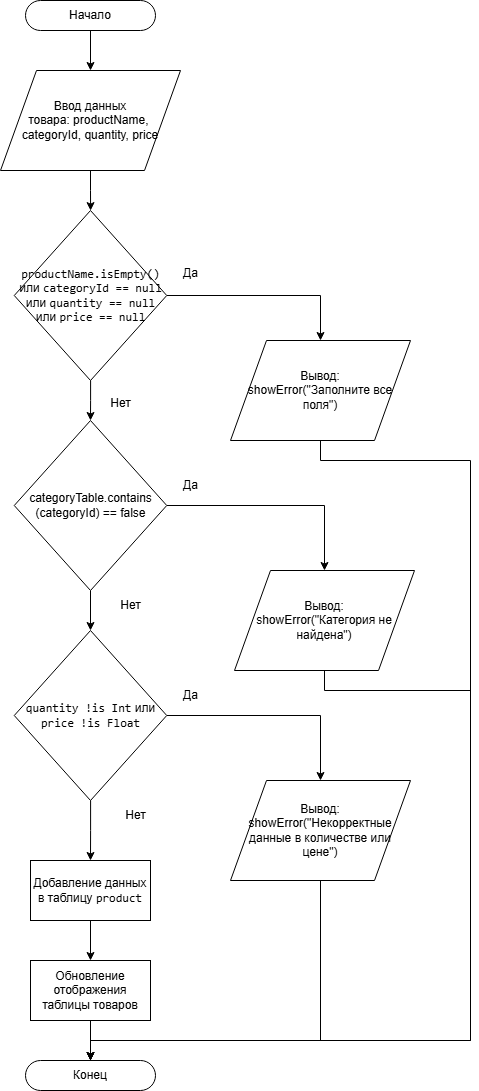 Начало
Ввод данных
товара: productName,
categoryId, quantity, price
productName.isEmpty()
или categoryId == null
или quantity == null
или price == null
Да
Вывод:
showError("Заполните все
поля")
Нет
categoryTable.contains
(categoryId) == false
Да
Вывод:
showError("Категория не
найдена")
Нет
quantity !is Int или
price !is Float
Да
Вывод:
showError("Некорректные
данные в количестве или
цене")
Нет
Добавление данных
в таблицу product
Обновление
отображения
таблицы товаров
Конец